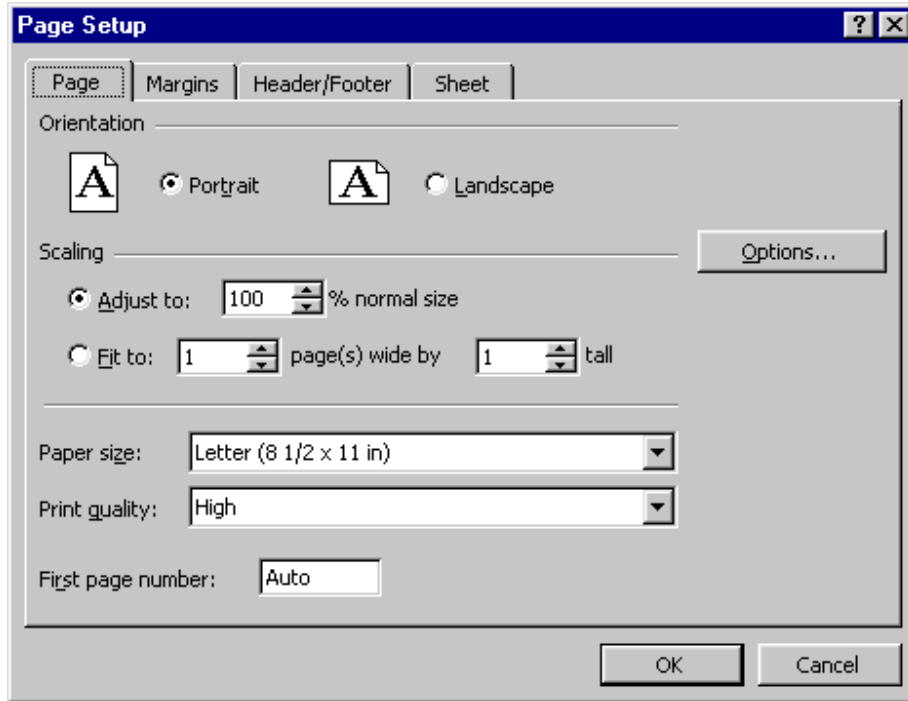 Page Setup ?
Page Margins Header/Footer Sheet
Orientation
A Portrait A Landscape
Scaling Options...
Adjust to: 100 % normal size
Fit to: 1 page(s) wide by 1 tall
Paper size: Letter (8 1/2 x 11 in)
Print quality: High
First page number: Auto
OK Cancel